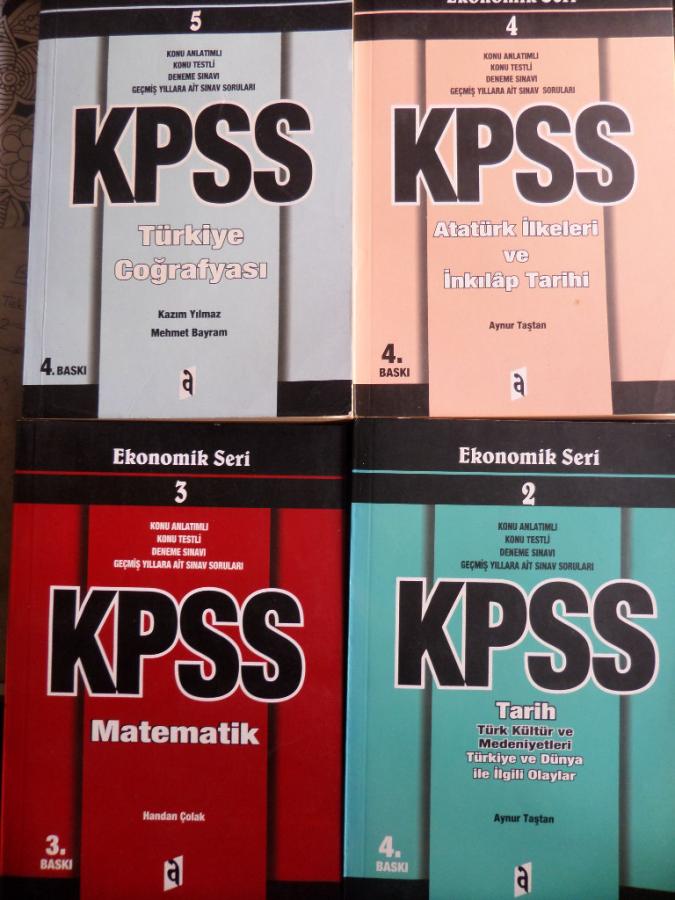 5
KONU ANLATIMLI
KONU TESTLİ
DENEME SINAVI
GEÇMİŞ YILLARA AİT SINAV SORULARI
KPSS
Türkiye
Coğrafyası
Kazım Yılmaz
Mehmet Bayram
4. BASKI
Ekonomik Seri
4
KONU ANLATIMLI
KONU TESTLİ
DENEME SINAVI
GEÇMİŞ YILLARA AİT SINAV SORULARI
KPSS
Atatürk İlkeleri
ve
İnkılâp Tarihi
Aynur Taştan
4.
BASKI
Ekonomik Seri
3
KONU ANLATIMLI
KONU TESTLİ
DENEME SINAVI
GEÇMİŞ YILLARA AİT SINAV SORULARI
KPSS
Matematik
Handan Çolak
3.
BASKI
Ekonomik Seri
2
KONU ANLATIMLI
KONU TESTLİ
DENEME SINAVI
GEÇMİŞ YILLARA AİT SINAV SORULARI
KPSS
Tarih
Türk Kültür ve
Medeniyetleri
Türkiye ve Dünya
ile İlgili Olaylar
Aynur Taştan
4.
BASKI